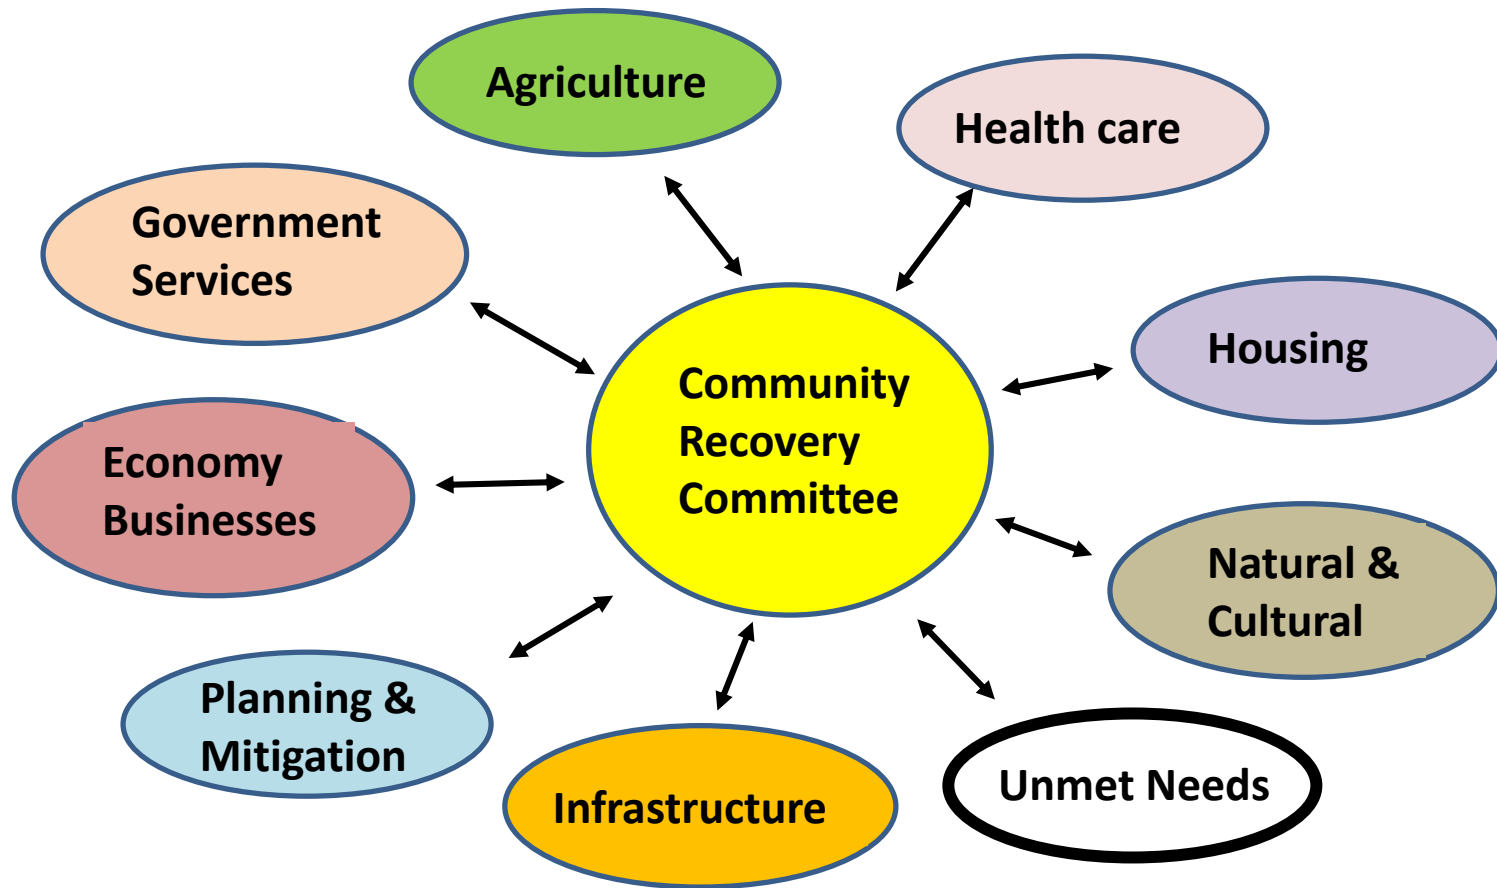 Agriculture
Health care
Government
Services
Housing
Community
Recovery
Committee
Economy
Businesses
Natural &
Cultural
Planning &
Mitigation
Infrastructure
Unmet Needs